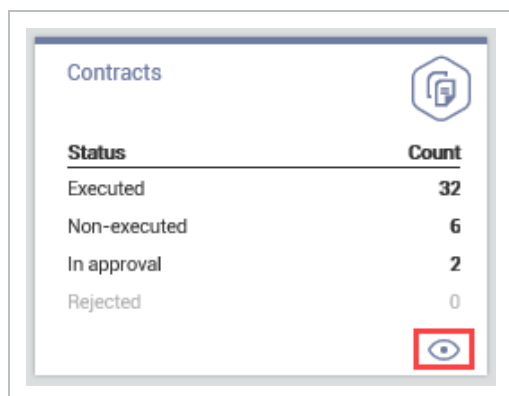 Contracts
Status Count
Executed 32
Non-executed 6
In approval 2
Rejected 0